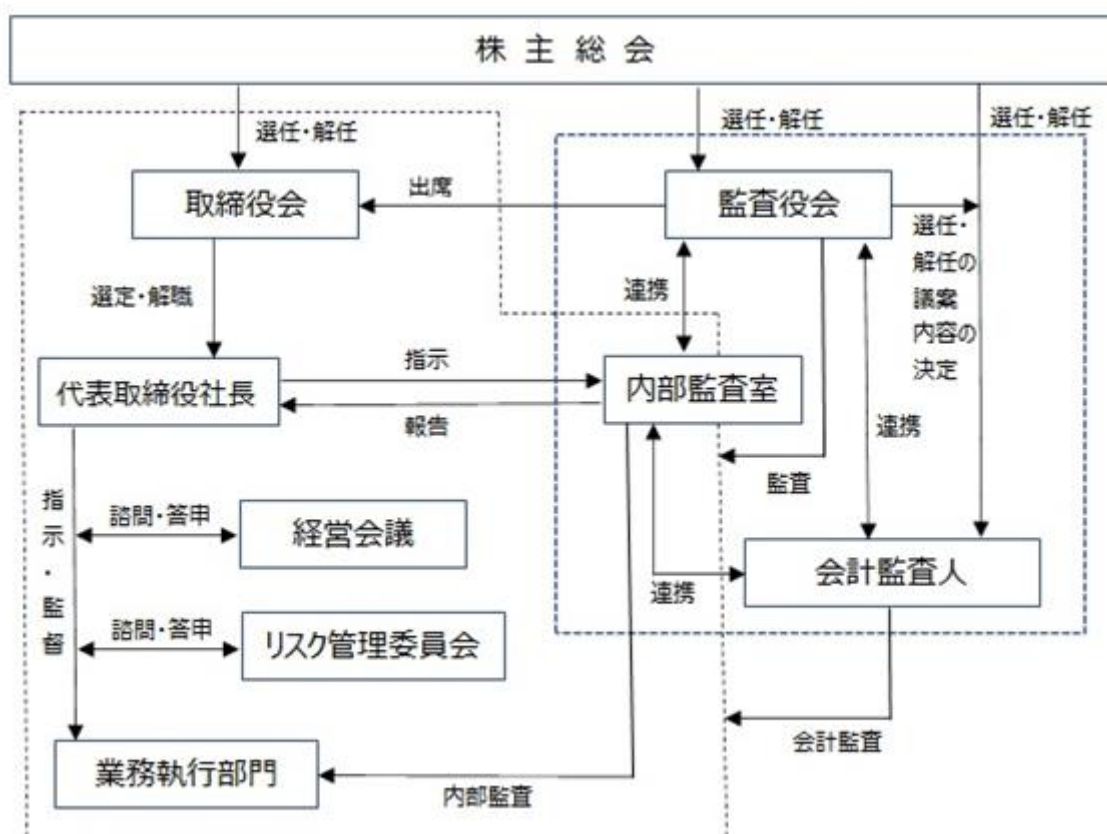 株主総会
選任・解任
選任・解任
選任・解任
取締役会
出席
監査役会
選任・
解任の
議案
内容の
決定
選定・解職
連携
代表取締役社長
指示
報告
内部監査室
連携
監査
指示・監督
諮問・答申
経営会議
会計監査人
連携
諮問・答申
リスク管理委員会
会計監査
業務執行部門
内部監査